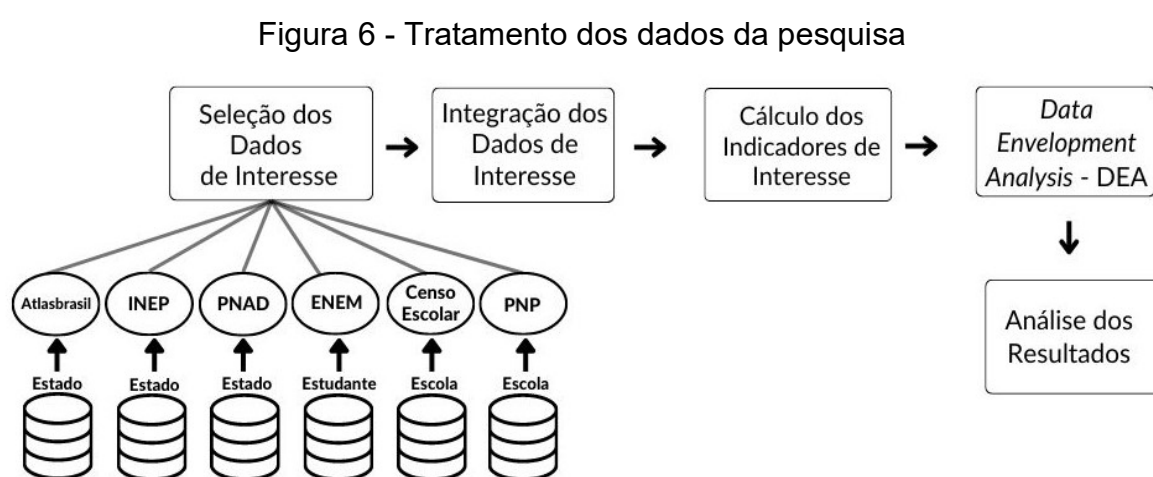 Figura 6 - Tratamento dos dados da pesquisa
Seleção dos
Dados
de Interesse
Integração dos
Dados de
Interesse
Cálculo dos
Indicadores de
Interesse
Data
Envelopment
Analysis - DEA
Análise dos
Resultados
Atlasbrasil
INEP
PNAD
ENEM
Censo
Escolar
PNP
Estado
Estado
Estado
Estudante
Escola
Escola